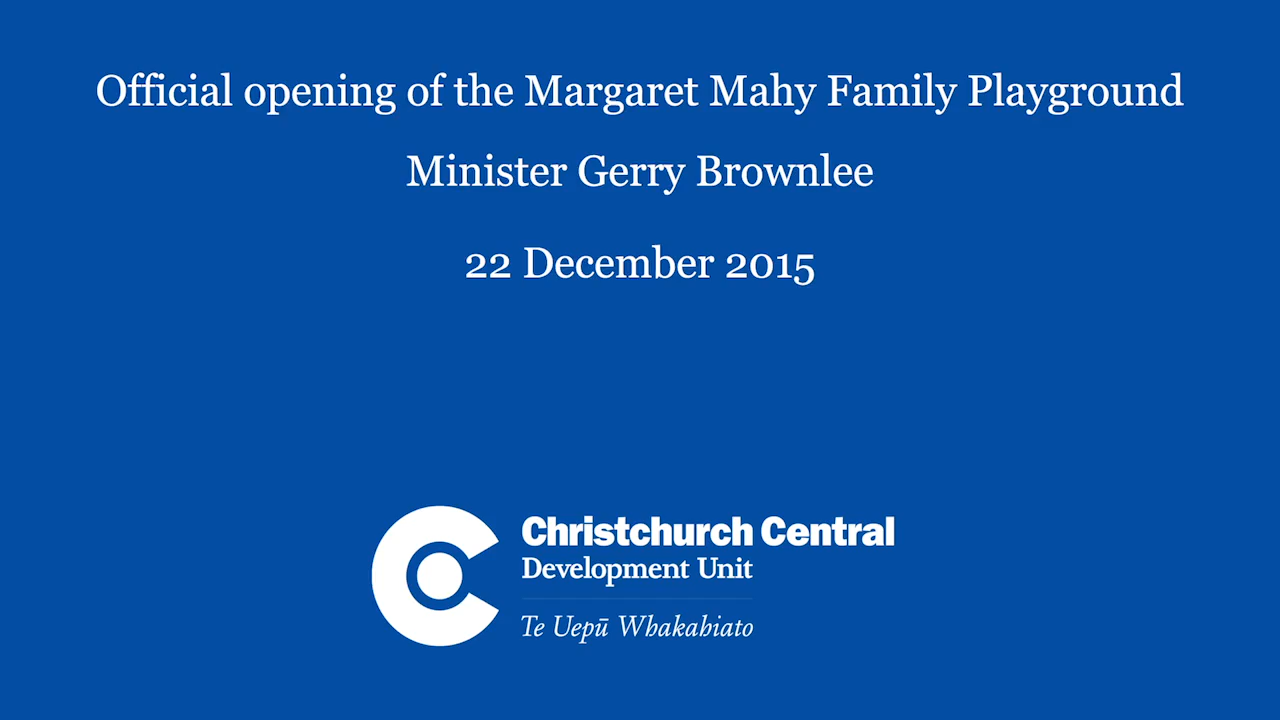 Official opening of the Margaret Mahy Family Playground
Minister Gerry Brownlee
22 December 2015
Christchurch Central
Development Unit
Te Uepū Whakahiato